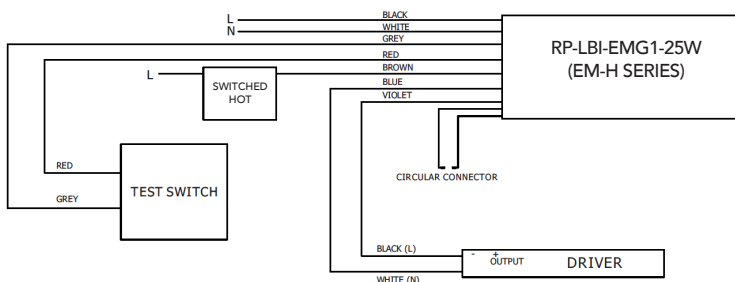 L
BLACK
N
WHITE
GREY
RED
L
BROWN
BLUE
VIOLET
SWITCHED
HOT
RP-LBI-EMG1-25W
(EM-H SERIES)
CIRCULAR CONNECTOR
RED
GREY
TEST SWITCH
BLACK (L)
WHITE (N)
- +
OUTPUT
DRIVER